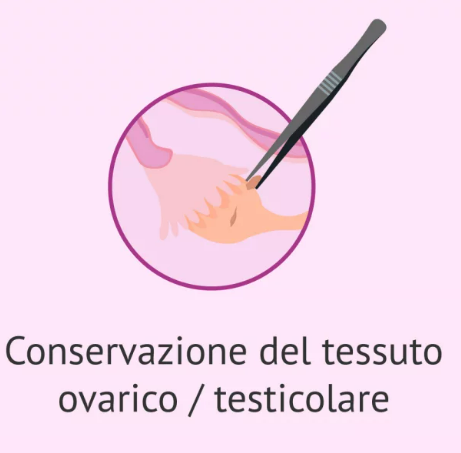 Conservazione del tessuto
ovarico / testicolare